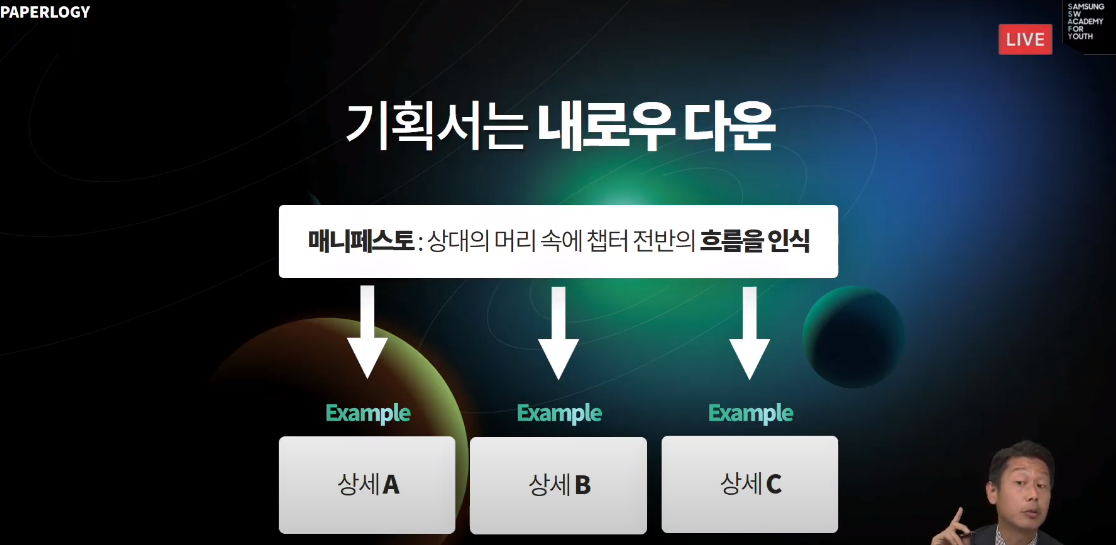 PAPERLOGY
LIVE
SAMSUNG
SW
ACADEMY
FOR
YOUTH
기획서는 내로우 다운
매니페스토 : 상대의 머리 속에 챕터 전반의 흐름을 인식
Example
Example
Example
상세 A
상세 B
상세 C